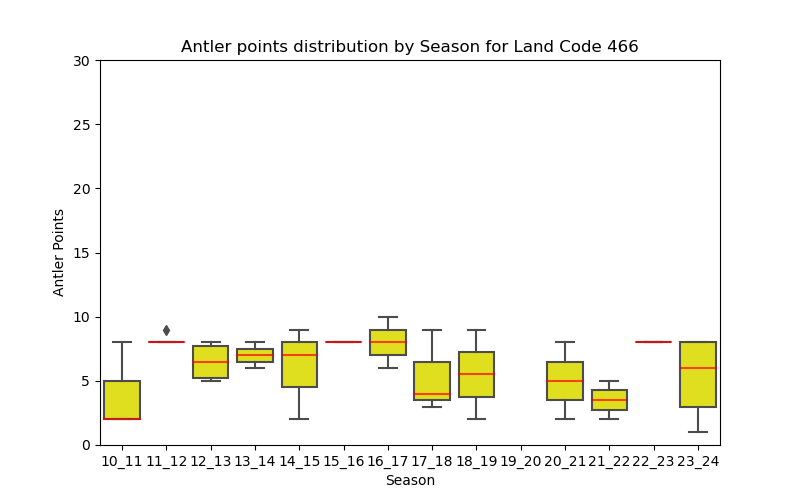 Antler points distribution by Season for Land Code 466
30
25
20
15
10
5
0
Antler Points
10_11 11_12 12_13 13_14 14_15 15_16 16_17 17_18 18_19 19_20 20_21 21_22 22_23 23_24
Season